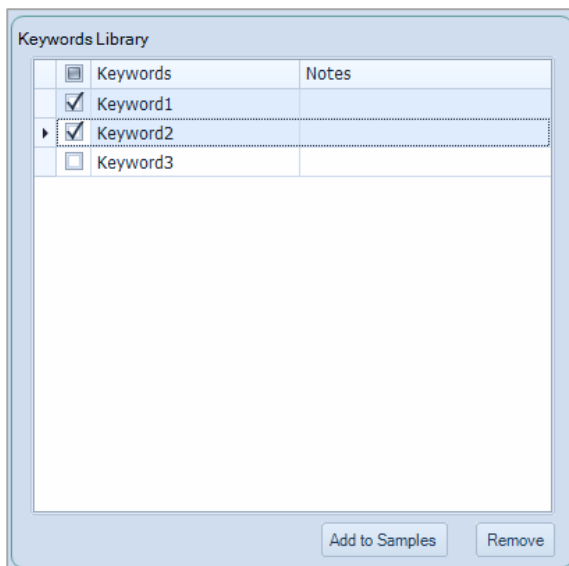 Keywords Library
Keywords Notes
Keyword1
Keyword2
Keyword3
Add to Samples Remove